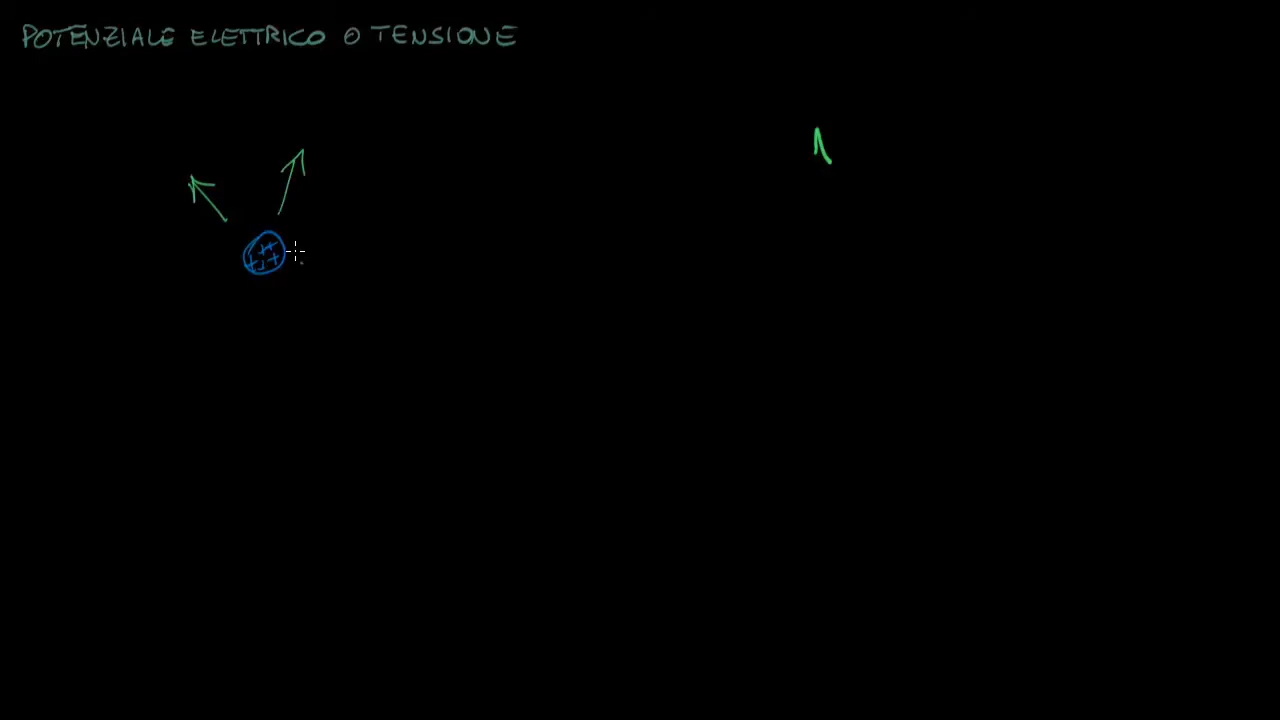 POTENZIALE ELETTRICO O TENSIONE
++
+ +